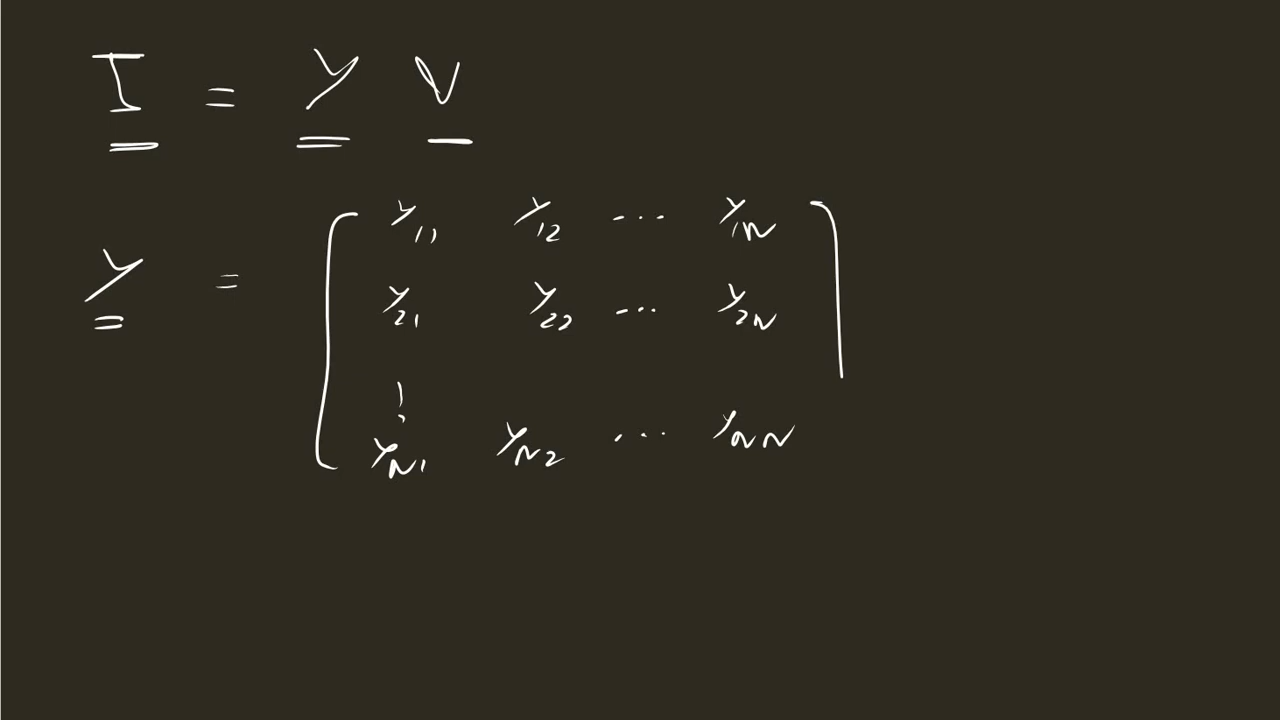 I = Y V
Y11 Y12 ... Y1N
Y = Y21 Y22 ... Y2N
⋮
YN1 YN2 ... YNN